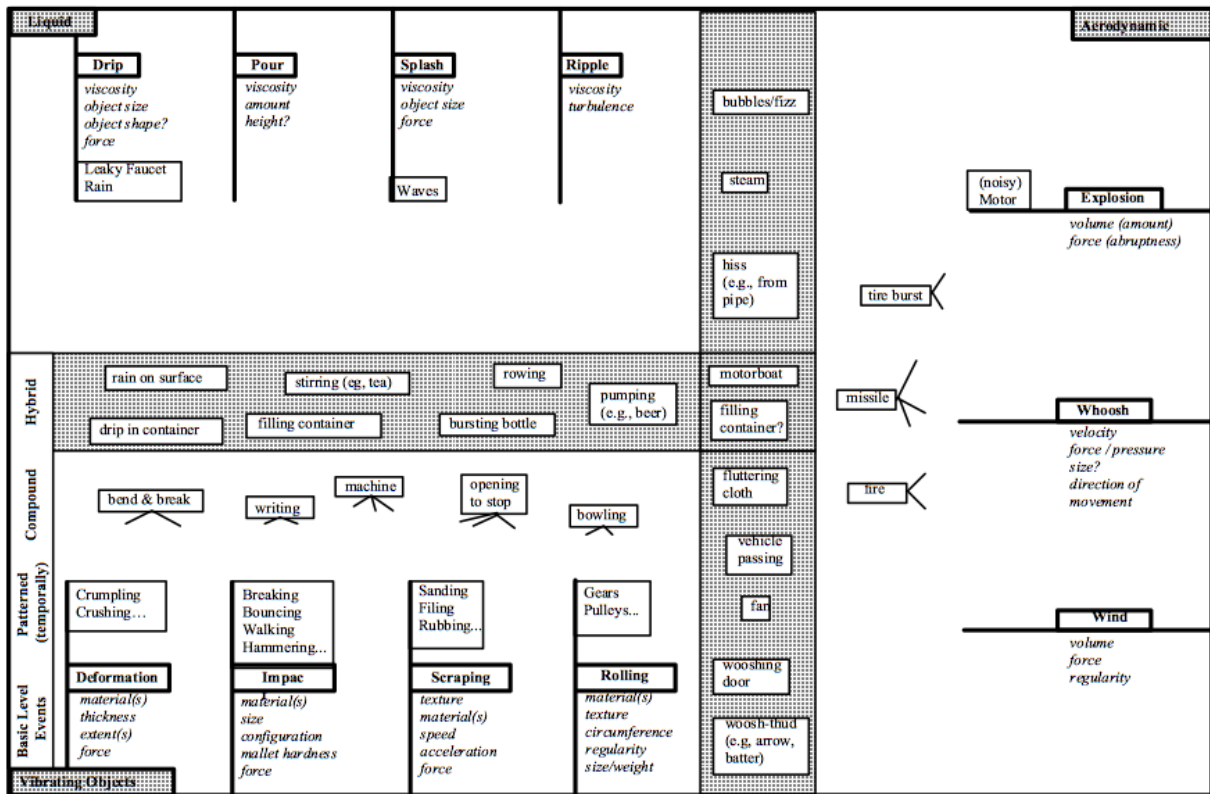 Liquid
Aerodynamic
Drip
viscosity
object size
object shape?
force
Leaky Faucet
Rain
Pour
viscosity
amount
height?
Splash
viscosity
object size
force
Waves
Ripple
viscosity
turbulence
bubbles/fizz
steam
hiss
(e.g., from
pipe)
(noisy)
Motor
Explosion
volume (amount)
force (abruptness)
tire burst
Hybrid
rain on surface
stirring (eg, tea)
rowing
pumping
(e.g., beer)
drip in container
filling container
bursting bottle
motorboat
filling
container?
missile
Whoosh
velocity
force / pressure
size?
direction of
movement
Compound
bend & break
writing
machine
opening
to stop
bowling
fluttering
cloth
fire
vehicle
passing
Patterned
(temporally)
Crumpling
Crushing…
Breaking
Bouncing
Walking
Hammering...
Sanding
Filing
Rubbing...
Gears
Pulleys...
fan
Wind
volume
force
regularity
Basic Level
Events
Deformation
material(s)
thickness
extent(s)
force
Impac
material(s)
size
configuration
mallet hardness
force
Scraping
texture
material(s)
speed
acceleration
force
Rolling
material(s)
texture
circumference
regularity
size/weight
wooshing
door
woosh-thud
(e.g, arrow,
batter)
Vibrating Objects